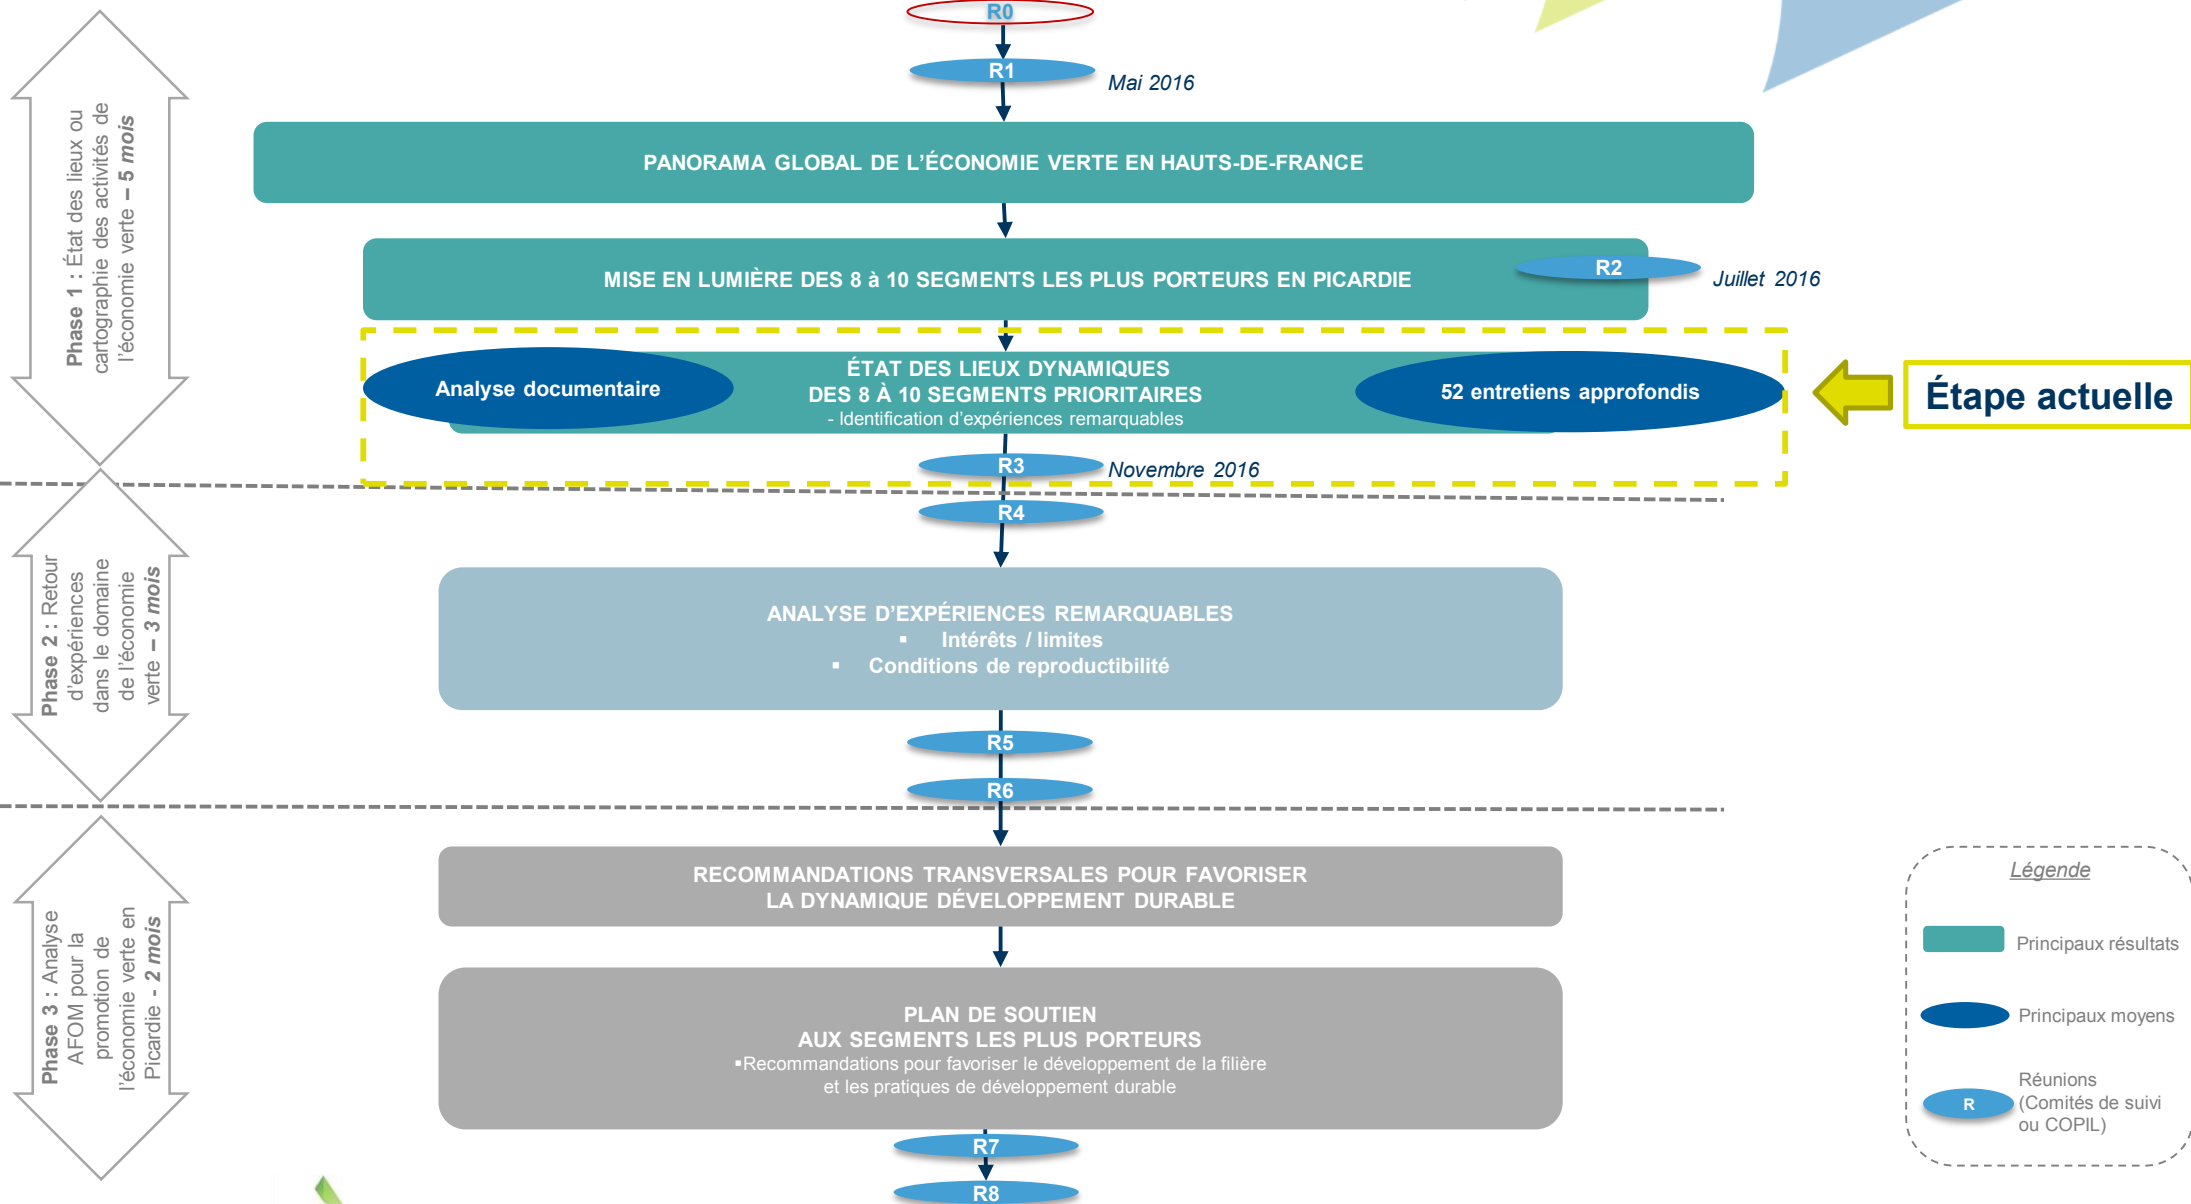 R0
R1
Mai 2016
Phase 1 : État des lieux ou
cartographie des activités de
l'économie verte – 5 mois
PANORAMA GLOBAL DE L'ÉCONOMIE VERTE EN HAUTS-DE-FRANCE
MISE EN LUMIÈRE DES 8 à 10 SEGMENTS LES PLUS PORTEURS EN PICARDIE
R2
Juillet 2016
Analyse documentaire
ÉTAT DES LIEUX DYNAMIQUES
DES 8 À 10 SEGMENTS PRIORITAIRES
- Identification d'expériences remarquables
52 entretiens approfondis
Étape actuelle
R3
Novembre 2016
R4
Phase 2 : Retour
d'expériences
dans le domaine
de l'économie
verte – 3 mois
ANALYSE D'EXPÉRIENCES REMARQUABLES
▪ Intérêts / limites
▪ Conditions de reproductibilité
R5
R6
Phase 3 : Analyse
AFOM pour la
promotion de
l'économie verte en
Picardie - 2 mois
RECOMMANDATIONS TRANSVERSALES POUR FAVORISER
LA DYNAMIQUE DÉVELOPPEMENT DURABLE
PLAN DE SOUTIEN
AUX SEGMENTS LES PLUS PORTEURS
▪Recommandations pour favoriser le développement de la filière
et les pratiques de développement durable
R7
R8
Légende
Principaux résultats
Principaux moyens
R
Réunions
(Comités de suivi
ou COPIL)